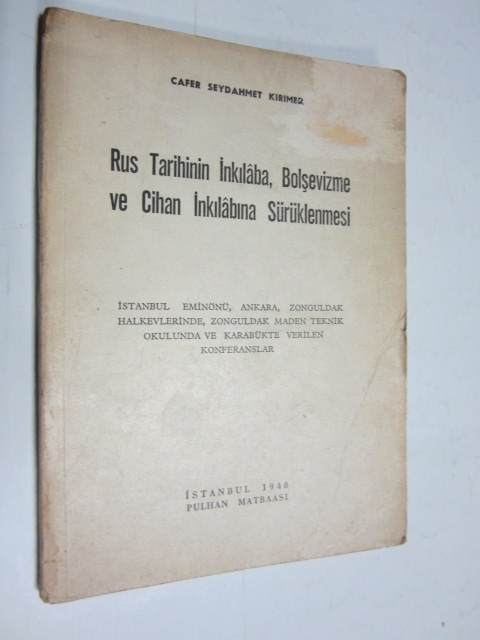 CAFER SEYDAHMET KIRIMER
Rus Tarihinin İnkılâba, Bolşevizme
ve Cihan İnkılâbına Sürüklenmesi
İSTANBUL EMİNÖNÜ, ANKARA, ZONGULDAK
HALKEVLERİNDE, ZONGULDAK MADEN TEKNİK
OKULUNDA VE KARABÜKTE VERİLEN
KONFERANSLAR
İSTANBUL 1948
PULHAN MATBAASI